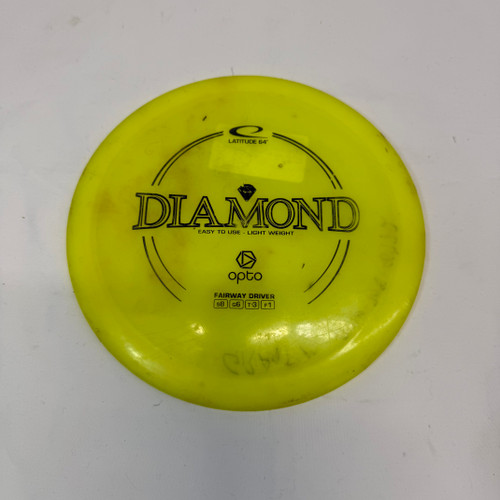 LATITUDE 64°
DIAMOND
EASY TO USE - LIGHT WEIGHT
opto
FAIRWAY DRIVER
s8 G6 T-3 F1